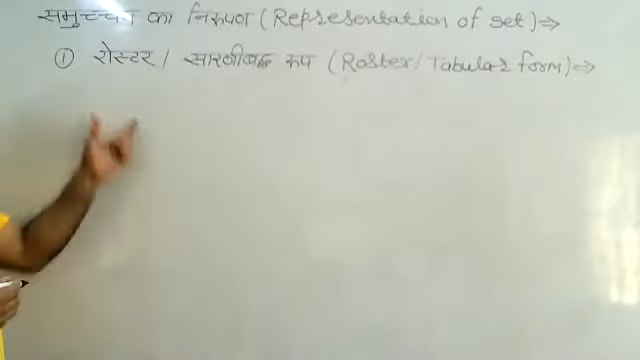 समुच्चय का निरूपण (Representation of set) ⇒
① रोस्टर / सारणीबद्ध रूप (Roster / Tabular form) ⇒